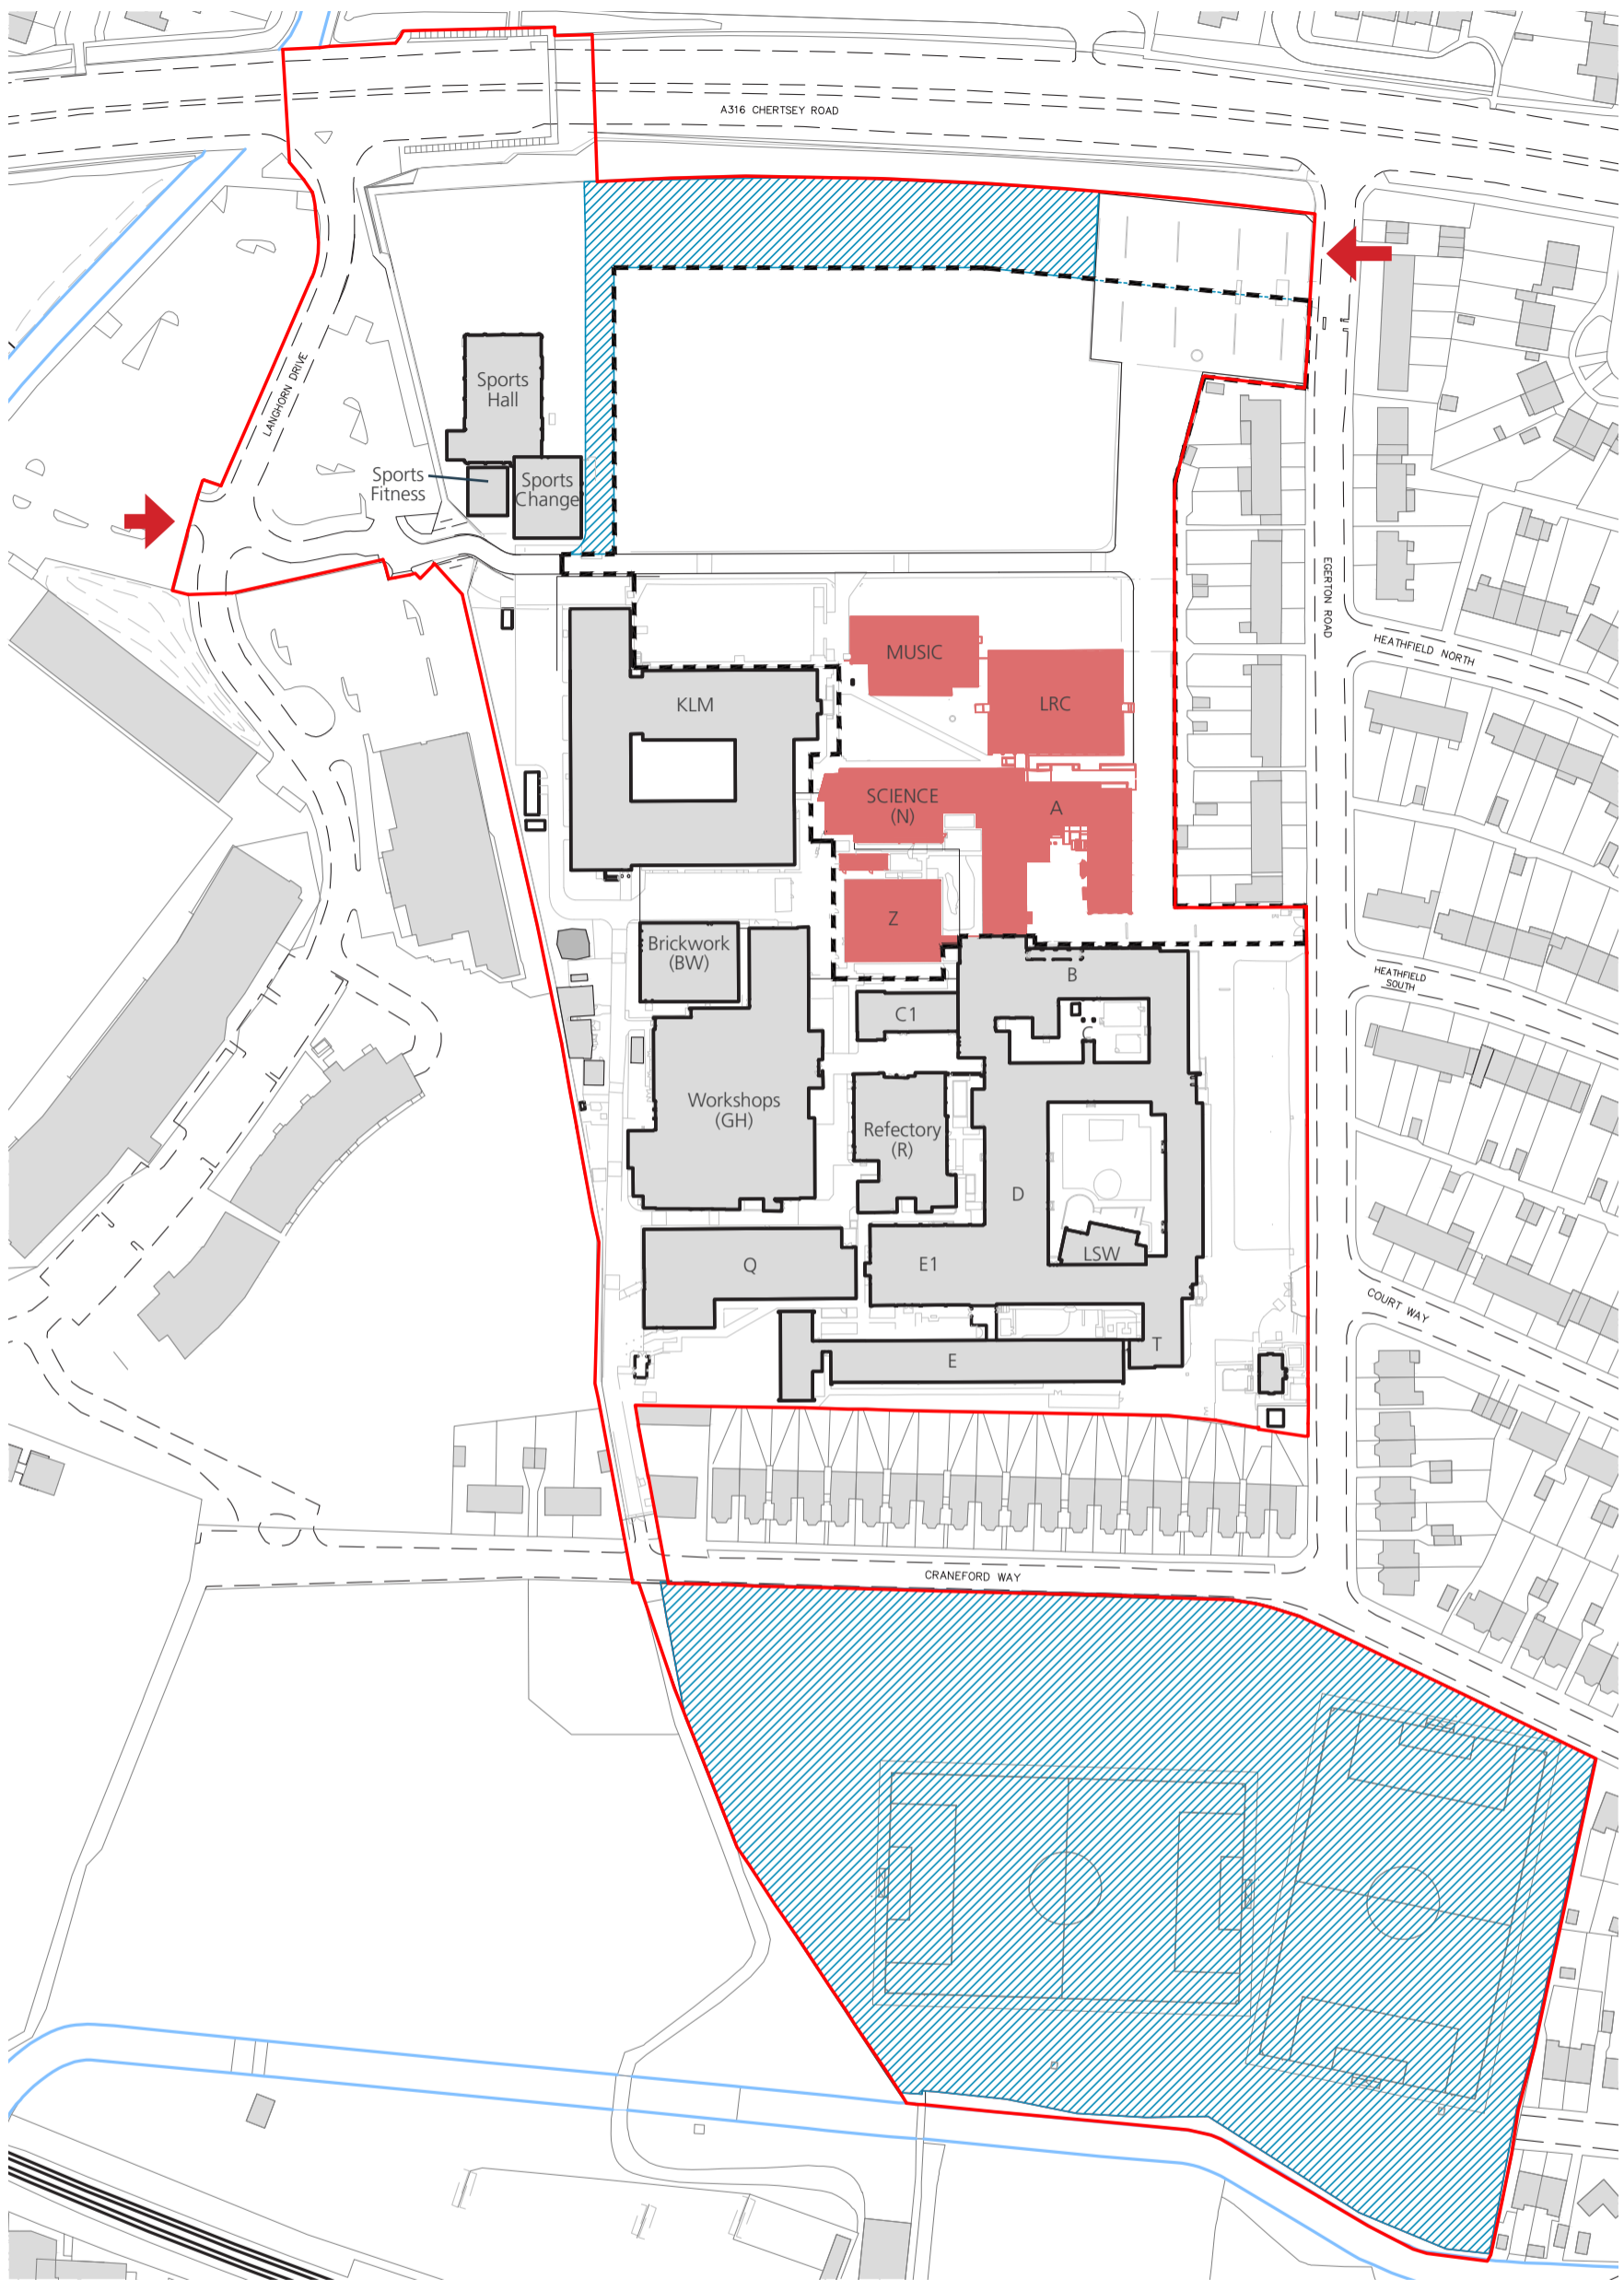 A316 CHERTSEY ROAD
LANGHORN DRIVE
Sports
Hall
Sports
Fitness
Sports
Change
EGERTON ROAD
HEATHFIELD NORTH
MUSIC
KLM
LRC
SCIENCE
(N)
A
Z
Brickwork
(BW)
B
HEATHFIELD
SOUTH
C1
C
Workshops
(GH)
Refectory
(R)
D
LSW
Q
E1
COURT WAY
T
E
CRANEFORD WAY